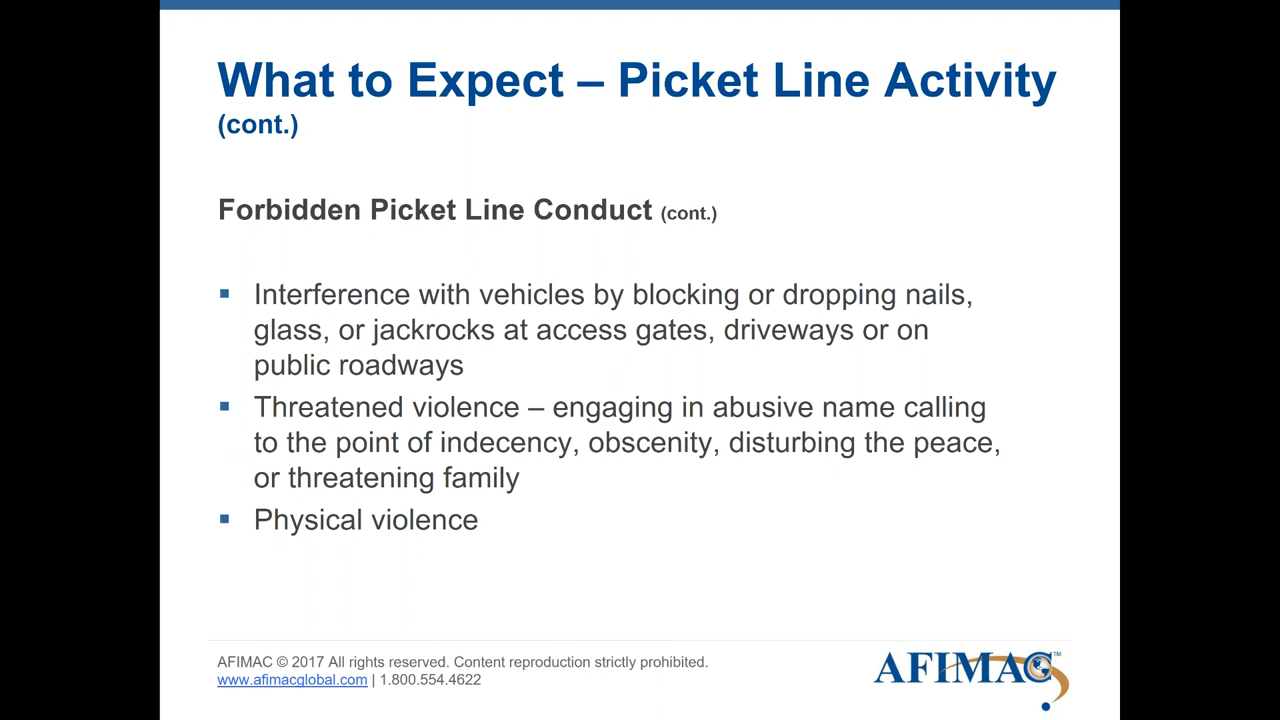 What to Expect – Picket Line Activity
(cont.)
Forbidden Picket Line Conduct (cont.)
▪ Interference with vehicles by blocking or dropping nails,
glass, or jackrocks at access gates, driveways or on
public roadways
▪ Threatened violence – engaging in abusive name calling
to the point of indecency, obscenity, disturbing the peace,
or threatening family
▪ Physical violence
AFIMAC © 2017 All rights reserved. Content reproduction strictly prohibited.
www.afimacglobal.com | 1.800.554.4622
AFIMAC™